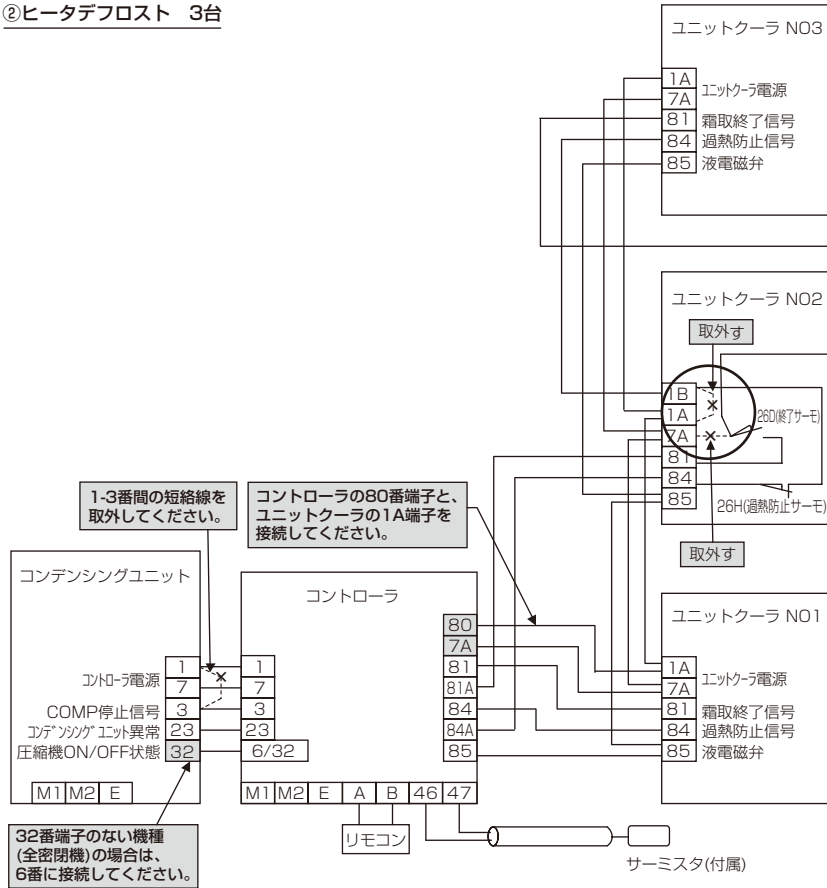 ②ヒータデフロスト 3台
ユニットクーラ NO3
1A
7A
ユニットクーラ電源
81 霜取終了信号
84 過熱防止信号
85 液電磁弁
ユニットクーラ NO2
取外す
1B
1A
7A
26D(終了サーモ)
81
84
85
26H(過熱防止サーモ)
取外す
1-3番間の短絡線を
取外してください。
コントローラの80番端子と、
ユニットクーラの1A端子を
接続してください。
コンデンシングユニット
コントローラ電源
1
7
COMP停止信号 3
コンデンシングユニット異常 23
圧縮機ON/OFF状態 32
M1 M2 E
コントローラ
1
7
3
23
6/32
80
7A
81
81A
84
84A
85
M1 M2 E A B 46 47
リモコン
サーミスタ(付属)
ユニットクーラ NO1
1A
7A
ユニットクーラ電源
81 霜取終了信号
84 過熱防止信号
85 液電磁弁
32番端子のない機種
(全密閉機)の場合は、
6番に接続してください。